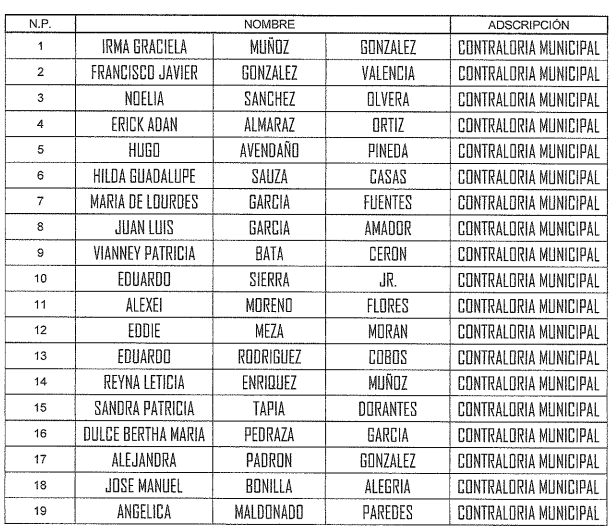 N.P. NOMBRE ADSCRIPCIÓN
1 IRMA GRACIELA MUÑOZ GONZALEZ CONTRALORIA MUNICIPAL
2 FRANCISCO JAVIER GONZALEZ VALENCIA CONTRALORIA MUNICIPAL
3 NOELIA SANCHEZ OLVERA CONTRALORIA MUNICIPAL
4 ERICK ADAN ALMARAZ ORTIZ CONTRALORIA MUNICIPAL
5 HUGO AVENDAÑO PINEDA CONTRALORIA MUNICIPAL
6 HILDA GUADALUPE SAUZA CASAS CONTRALORIA MUNICIPAL
7 MARIA DE LOURDES GARCIA FUENTES CONTRALORIA MUNICIPAL
8 JUAN LUIS GARCIA AMADOR CONTRALORIA MUNICIPAL
9 VIANNEY PATRICIA BATA CERON CONTRALORIA MUNICIPAL
10 EDUARDO SIERRA JR. CONTRALORIA MUNICIPAL
11 ALEXEI MORENO FLORES CONTRALORIA MUNICIPAL
12 EDDIE MEZA MORAN CONTRALORIA MUNICIPAL
13 EDUARDO RODRIGUEZ COBOS CONTRALORIA MUNICIPAL
14 REYNA LETICIA ENRIQUEZ MUÑOZ CONTRALORIA MUNICIPAL
15 SANDRA PATRICIA TAPIA DORANTES CONTRALORIA MUNICIPAL
16 DULCE BERTHA MARIA PEDRAZA GARCIA CONTRALORIA MUNICIPAL
17 ALEJANDRA PADRON GONZALEZ CONTRALORIA MUNICIPAL
18 JOSE MANUEL BONILLA ALEGRIA CONTRALORIA MUNICIPAL
19 ANGELICA MALDONADO PAREDES CONTRALORIA MUNICIPAL